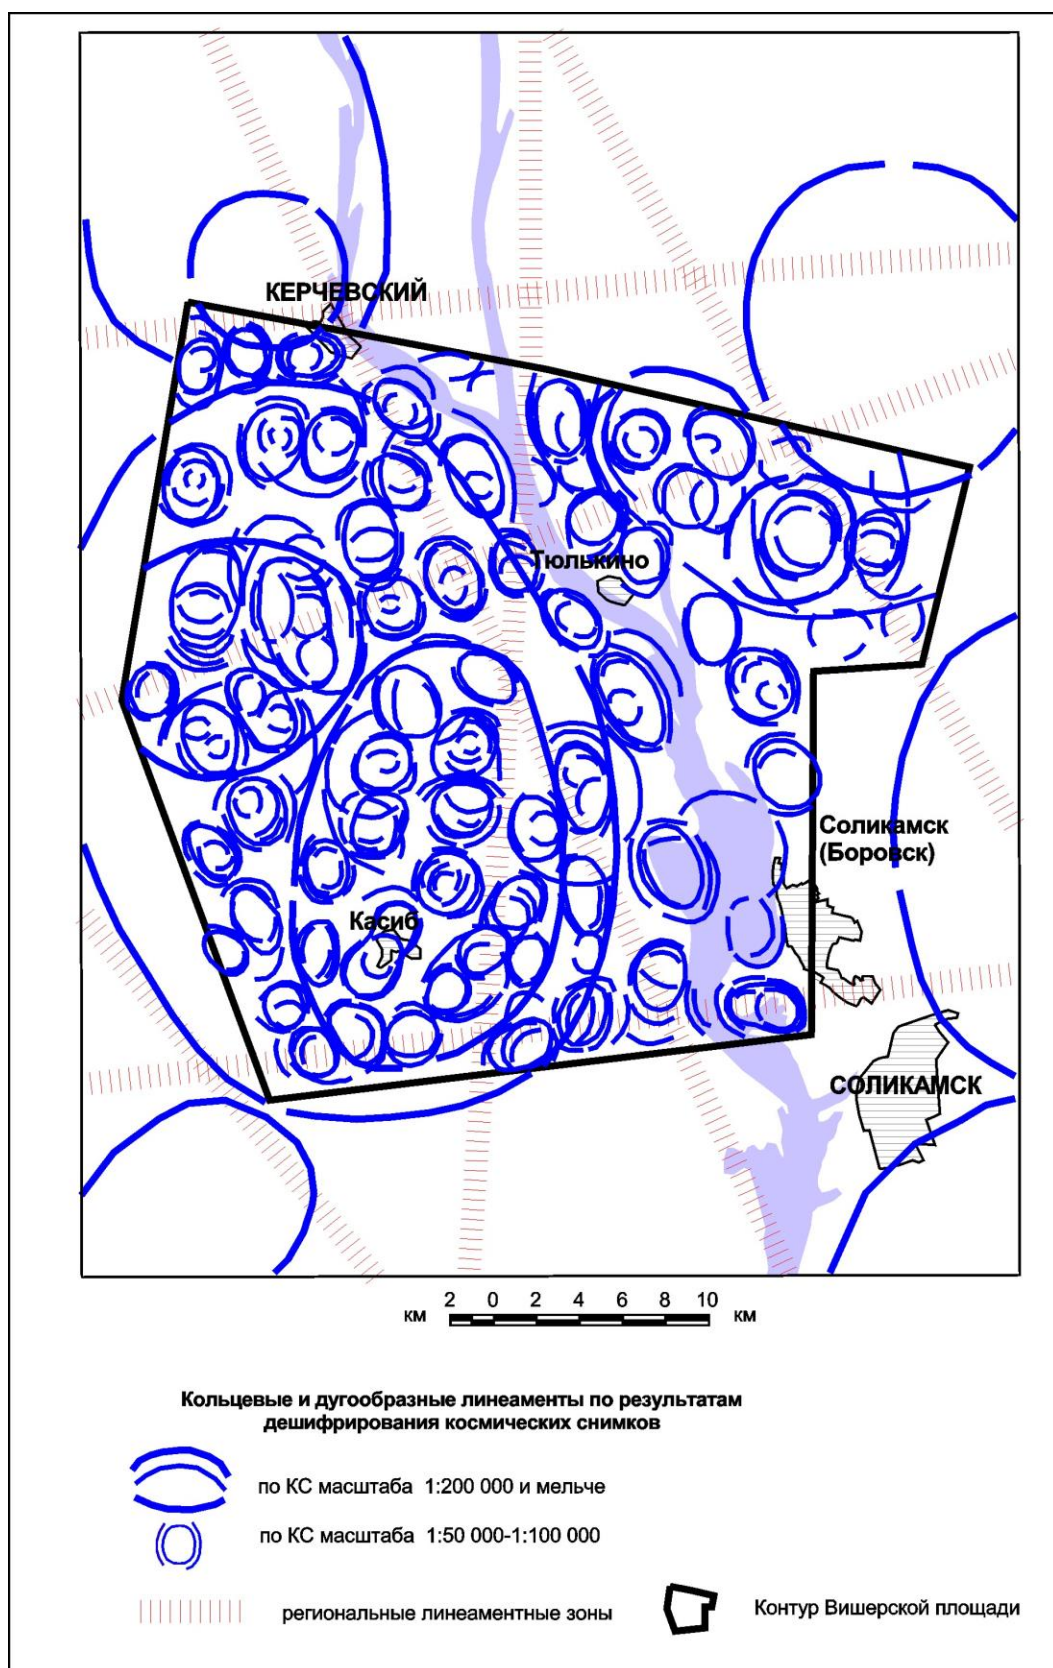 КЕРЧЕВСКИЙ
Тюлькино
Соликамск
(Боровск)
Касиб
СОЛИКАМСК
км 2 0 2 4 6 8 10 км
Кольцевые и дугообразные линеаменты по результатам
дешифрирования космических снимков
по КС масштаба 1:200 000 и мельче
по КС масштаба 1:50 000-1:100 000
региональные линеаментные зоны
Контур Вишерской площади